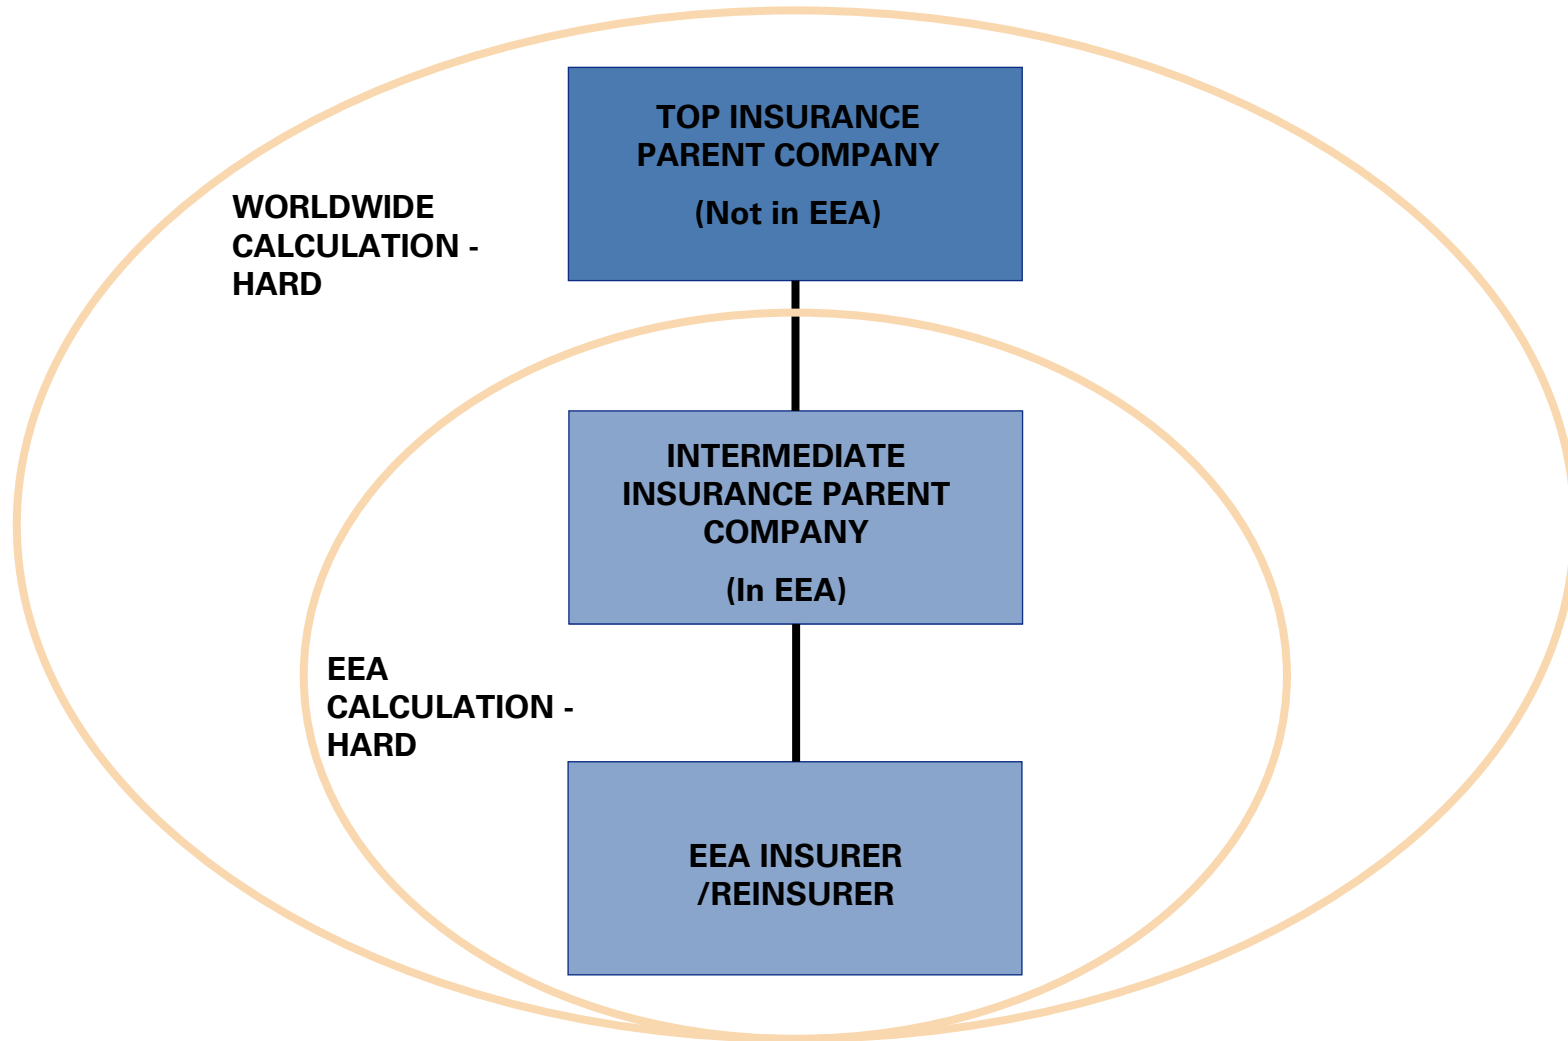 TOP INSURANCE
PARENT COMPANY
(Not in EEA)
WORLDWIDE
CALCULATION -
HARD
INTERMEDIATE
INSURANCE PARENT
COMPANY
(In EEA)
EEA
CALCULATION -
HARD
EEA INSURER
/REINSURER